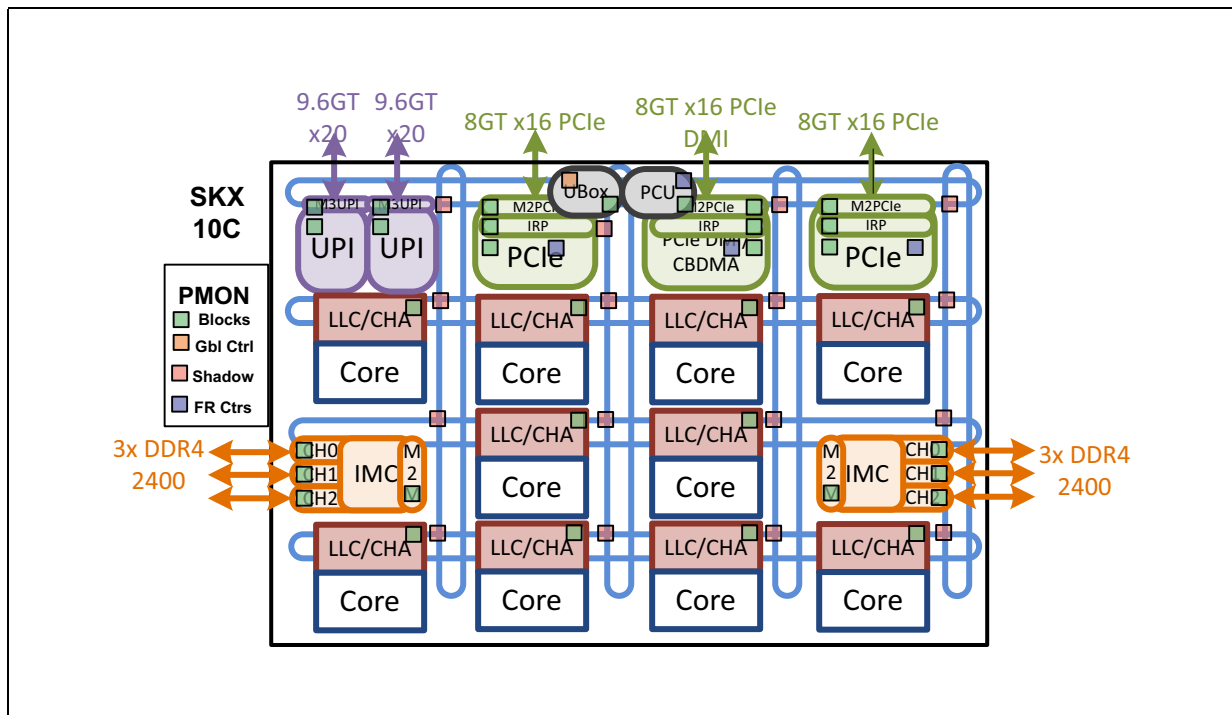 9.6GT 9.6GT
x20 x20
8GT x16 PCIe
8GT x16 PCIe
DMI
8GT x16 PCIe
SKX
10C
UBox
PCU
M3UPI
M3UPI
M2PCIe
M2PCIe
M2PCIe
IRP
IRP
IRP
UPI
UPI
PCIe
PCIe DMI/
CBDMA
PCIe
PMON
Blocks
Gbl Ctrl
Shadow
FR Ctrs
LLC/CHA
LLC/CHA
LLC/CHA
LLC/CHA
Core
Core
Core
Core
LLC/CHA
LLC/CHA
Core
Core
3x DDR4
2400
CH0
CH1
CH2
IMC
M
2
M
M
2
M
IMC
CH0
CH1
CH2
3x DDR4
2400
LLC/CHA
LLC/CHA
LLC/CHA
LLC/CHA
Core
Core
Core
Core